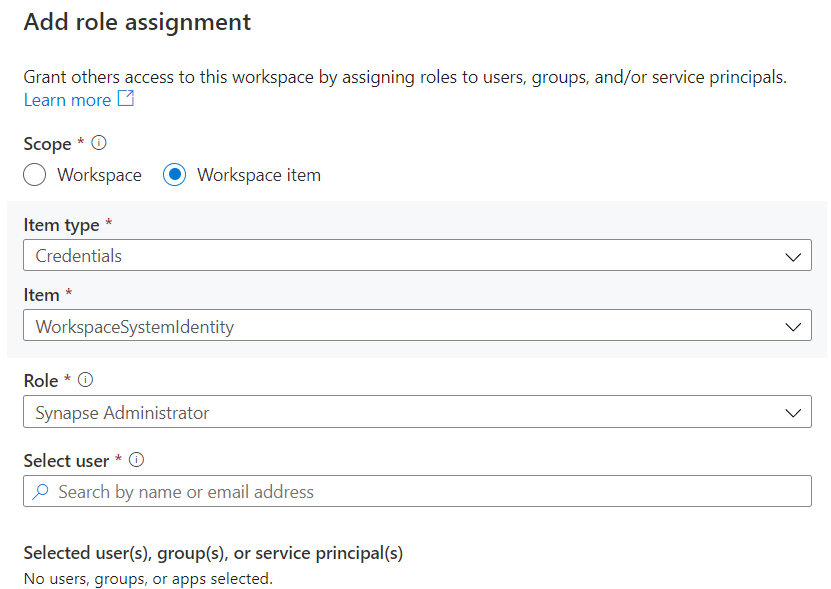 Add role assignment
Grant others access to this workspace by assigning roles to users, groups, and/or service principals.
Learn more
Scope *
Workspace Workspace item
Item type *
Credentials
Item *
WorkspaceSystemIdentity
Role *
Synapse Administrator
Select user *
Search by name or email address
Selected user(s), group(s), or service principal(s)
No users, groups, or apps selected.